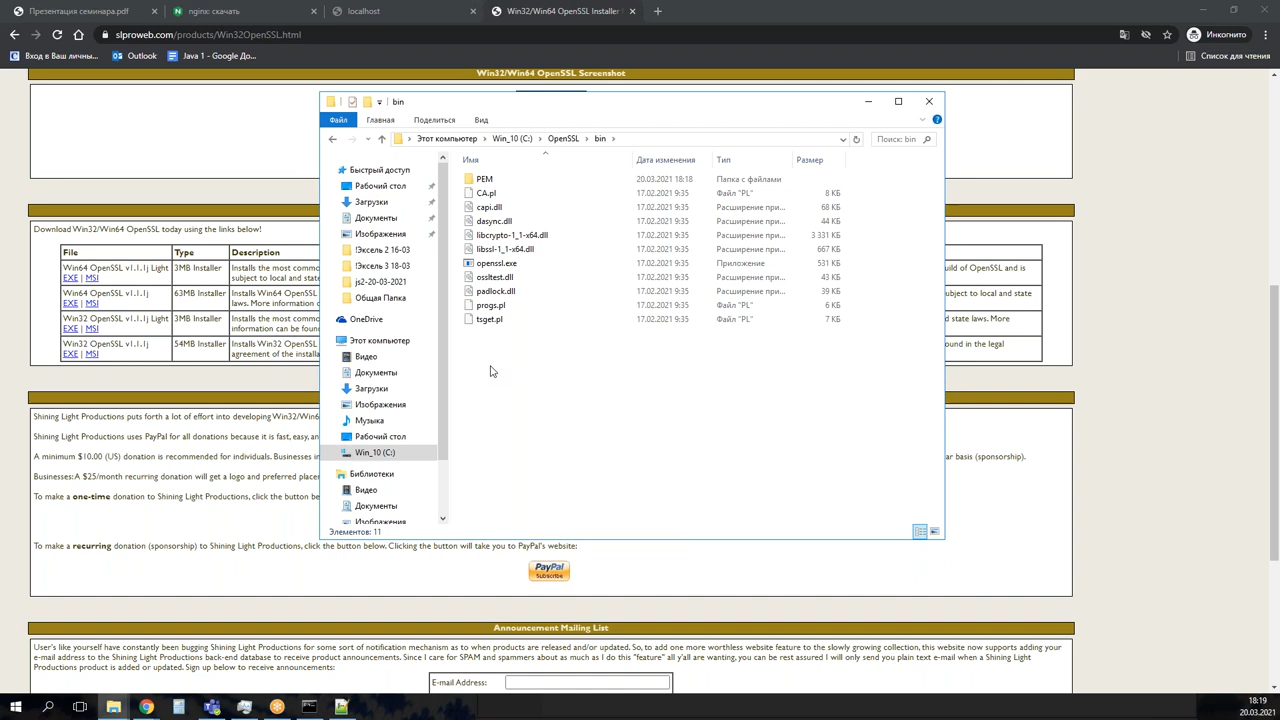 Презентация семинара.pdf
nginx: скачать
localhost
Win32/Win64 OpenSSL Installer
slproweb.com/products/Win32OpenSSL.html
Инкогнито
Вход в Ваш личны...
Outlook
Java 1 - Google До...
Список для чтения
Win32/Win64 OpenSSL Screenshot
bin
Файл
Главная
Поделиться
Вид
Этот компьютер
Win_10 (C:)
OpenSSL
bin
Поиск: bin
Имя
Дата изменения
Тип
Размер
PEM 20.03.2021 18:18 Папка с файлами
CA.pl 17.02.2021 9:35 Файл "PL" 8 КБ
capi.dll 17.02.2021 9:35 Расширение при... 68 КБ
dasync.dll 17.02.2021 9:35 Расширение при... 44 КБ
libcrypto-1_1-x64.dll 17.02.2021 9:35 Расширение при... 3 331 КБ
libssl-1_1-x64.dll 17.02.2021 9:35 Расширение при... 667 КБ
openssl.exe 17.02.2021 9:35 Приложение 531 КБ
ossltest.dll 17.02.2021 9:35 Расширение при... 43 КБ
padlock.dll 17.02.2021 9:35 Расширение при... 39 КБ
progs.pl 17.02.2021 9:35 Файл "PL" 6 КБ
tsget.pl 17.02.2021 9:35 Файл "PL" 7 КБ
Быстрый доступ
Рабочий стол
Загрузки
Документы
Изображения
!Эксель 2 16-03
!Эксель 3 18-03
js2-20-03-2021
Общая Папка
OneDrive
Этот компьютер
Видео
Документы
Загрузки
Изображения
Музыка
Рабочий стол
Win_10 (C:)
Библиотеки
Видео
Документы
Изображения
Элементов: 11
Download Win32/Win64 OpenSSL today using the links below!
File Type Description
Win64 OpenSSL v1.1.1j Light 3MB Installer Installs the most commo
uild of OpenSSL and is
EXE | MSI subject to local and state
Win64 OpenSSL v1.1.1j 63MB Installer Installs Win64 OpenSSL
ubject to local and state
EXE | MSI laws. More information c
Win32 OpenSSL v1.1.1j Light 3MB Installer Installs the most commo
d state laws. More
EXE | MSI information can be foun
Win32 OpenSSL v1.1.1j 54MB Installer Installs Win32 OpenSSL
und in the legal
EXE | MSI agreement of the installa
Shining Light Productions puts forth a lot of effort into developing Win32/Win6
Shining Light Productions uses PayPal for all donations because it is fast, easy, an
A minimum $10.00 (US) donation is recommended for individuals. Businesses in
ar basis (sponsorship).
Businesses: A $25/month recurring donation will get a logo and preferred place
To make a one-time donation to Shining Light Productions, click the button be
To make a recurring donation (sponsorship) to Shining Light Productions, click the button below. Clicking the button will take you to PayPal's website:
PayPal
Subscribe
Announcement Mailing List
User's like yourself have constantly been bugging Shining Light Productions for some sort of notification mechanism as to when products are released and/or updated. So, to add one more worthless website feature to the slowly growing collection, this website now supports adding your
e-mail address to the Shining Light Productions back-end database to receive product announcements. Since I care for SPAM and spammers about as much as I do this "feature" all y'all are wanting, you can be rest assured I will only send you plain text e-mail when a Shining Light
Productions product is added or updated. Sign up below to receive announcements:
E-mail Address:
18:19
20.03.2021